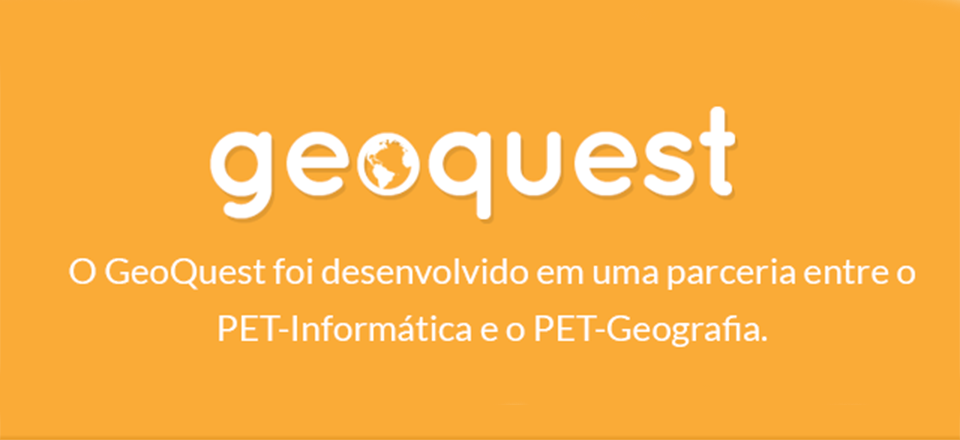 geoquest
O GeoQuest foi desenvolvido em uma parceria entre o
PET-Informática e o PET-Geografia.